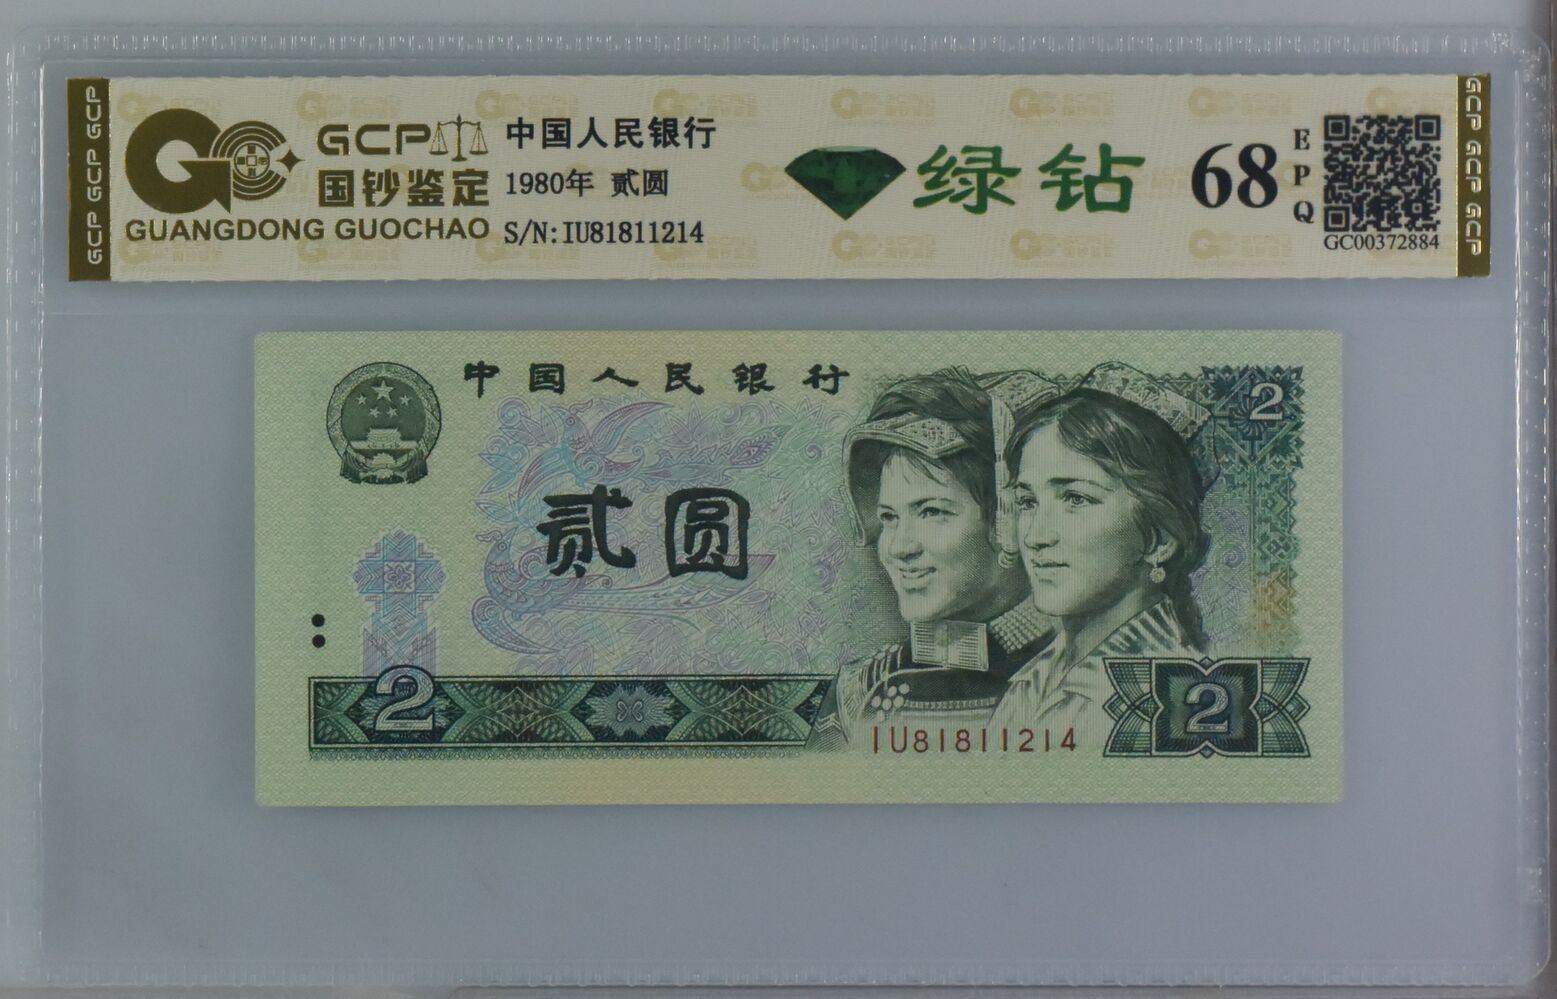 GCP GCP GCP
GCP
国钞鉴定
GUANGDONG GUOCHAO
中国人民银行
1980年 贰圆
S/N:IU81811214
绿钻
68
EPQ
GC00372884
GCP GCP GCP
中国人民银行
2
贰圆
2
IU81811214
2